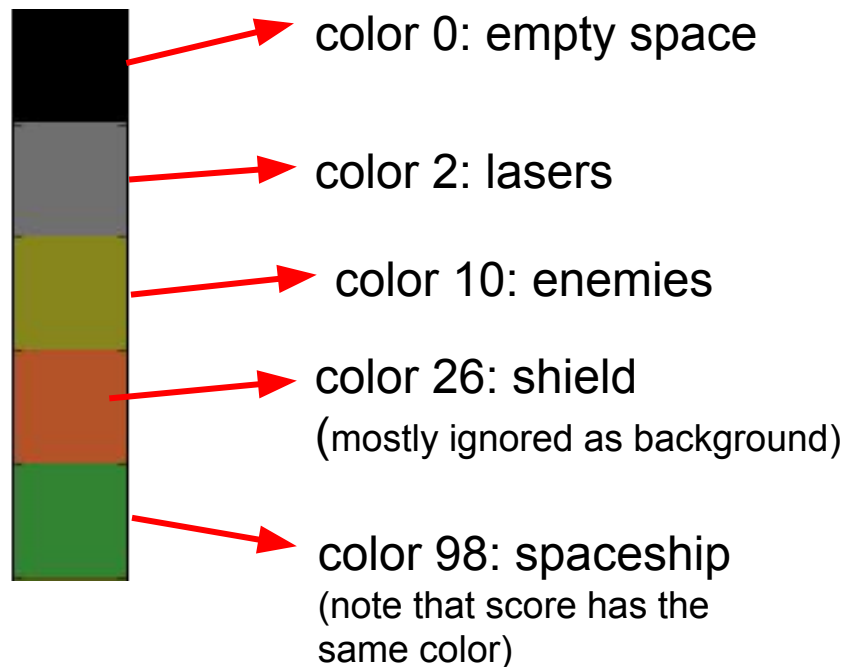 color 0: empty space
color 2: lasers
color 10: enemies
color 26: shield
(mostly ignored as background)
color 98: spaceship
(note that score has the
same color)